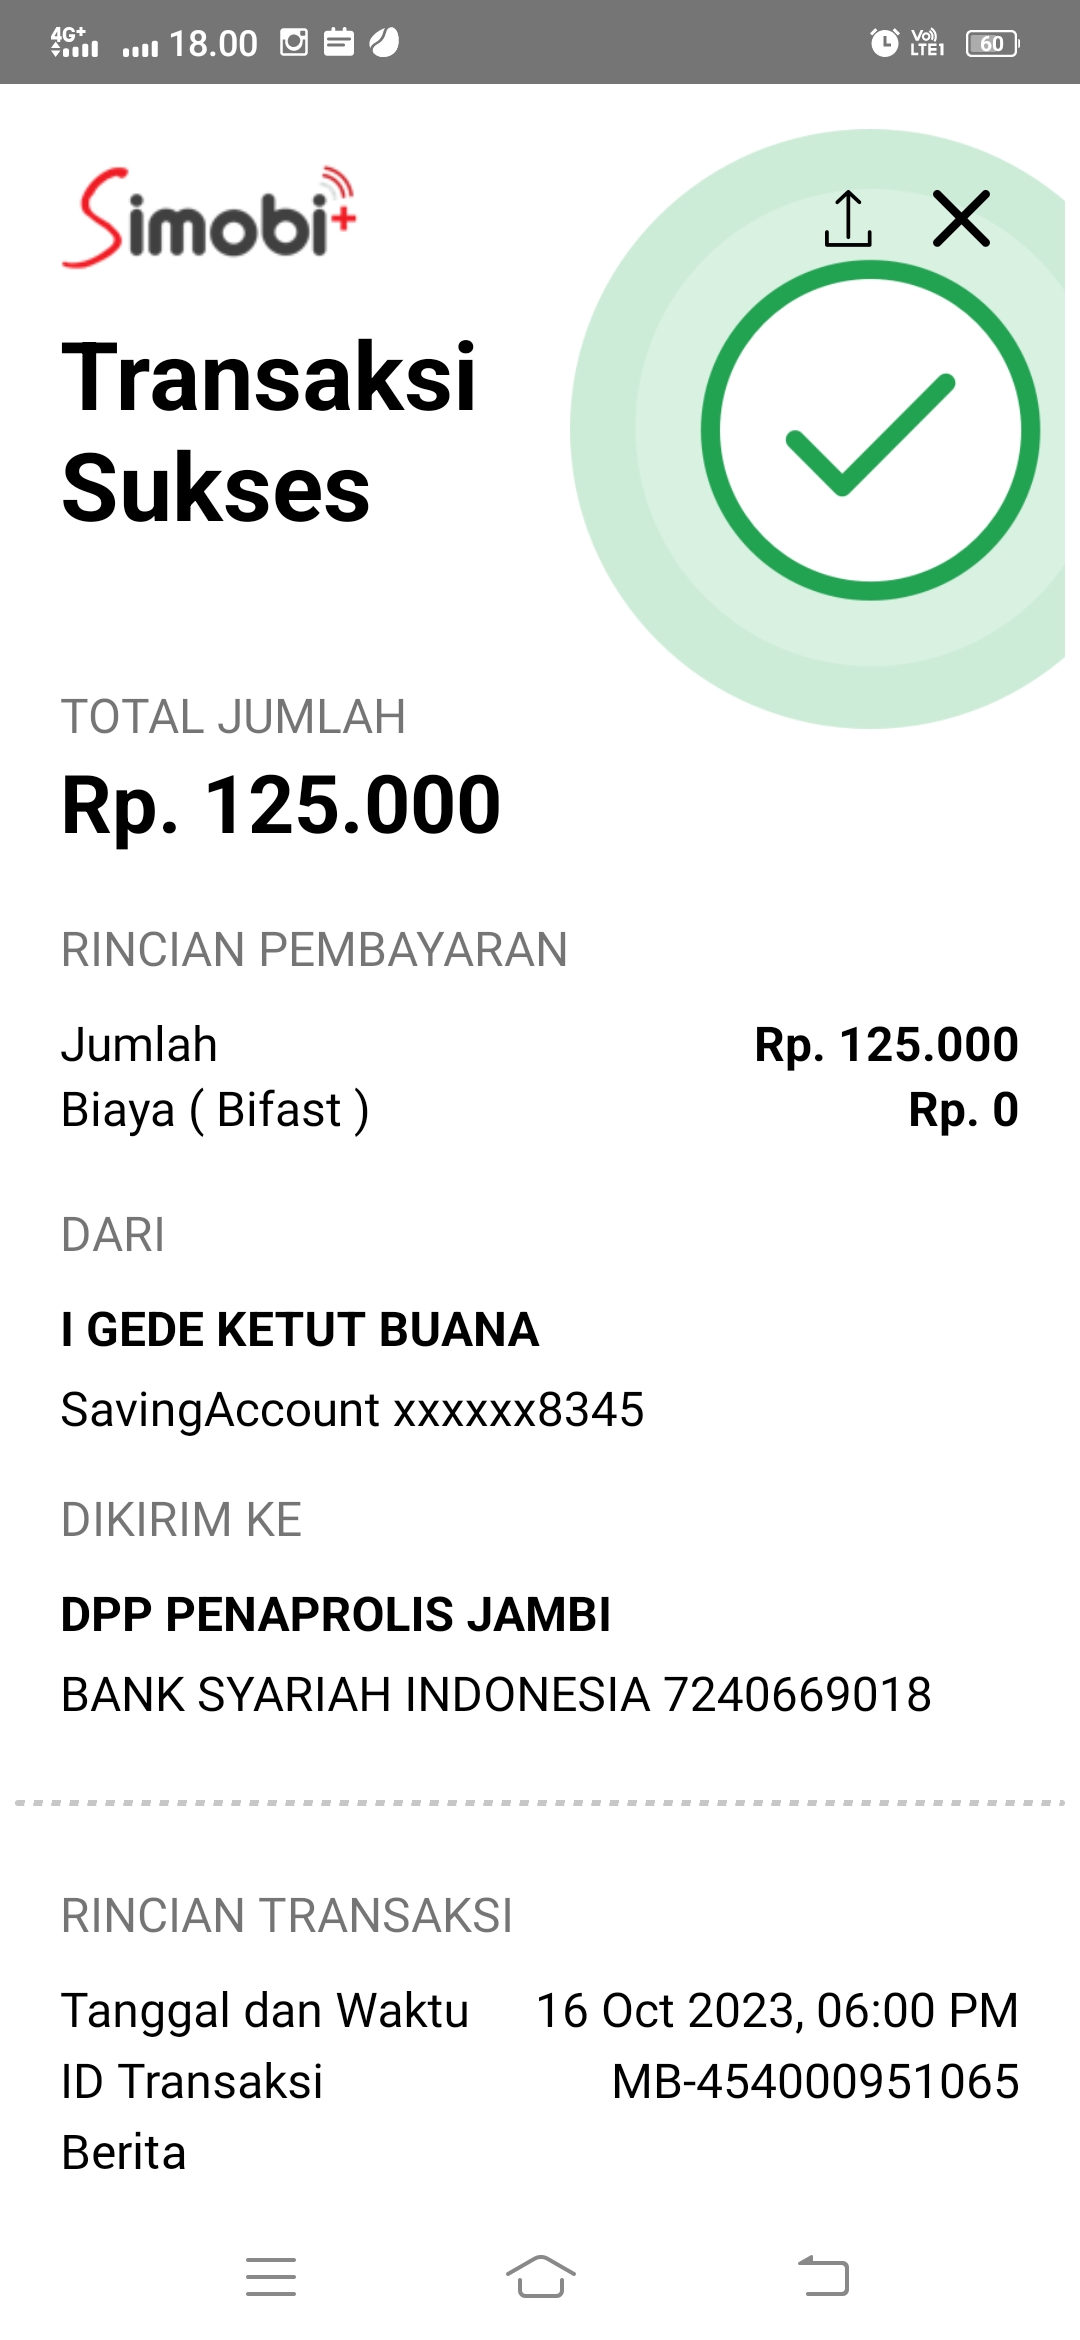 4G+ 18.00 Vo)) LTE1 60
Simobi+
Transaksi
Sukses
TOTAL JUMLAH
Rp. 125.000
RINCIAN PEMBAYARAN
Jumlah Rp. 125.000
Biaya ( Bifast ) Rp. 0
DARI
I GEDE KETUT BUANA
SavingAccount xxxxxx8345
DIKIRIM KE
DPP PENAPROLIS JAMBI
BANK SYARIAH INDONESIA 7240669018
RINCIAN TRANSAKSI
Tanggal dan Waktu 16 Oct 2023, 06:00 PM
ID Transaksi MB-454000951065
Berita